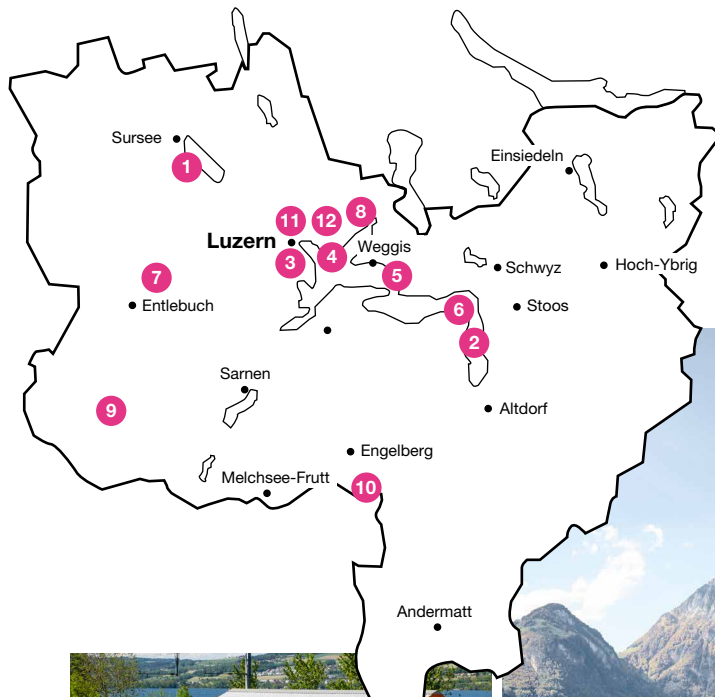 Sursee
1
Einsiedeln
11
12
8
Luzern
Weggis
3
4
5
Schwyz
Hoch-Ybrig
7
Entlebuch
6
Stoos
2
Sarnen
9
Altdorf
Engelberg
Melchsee-Frutt
10
Andermatt